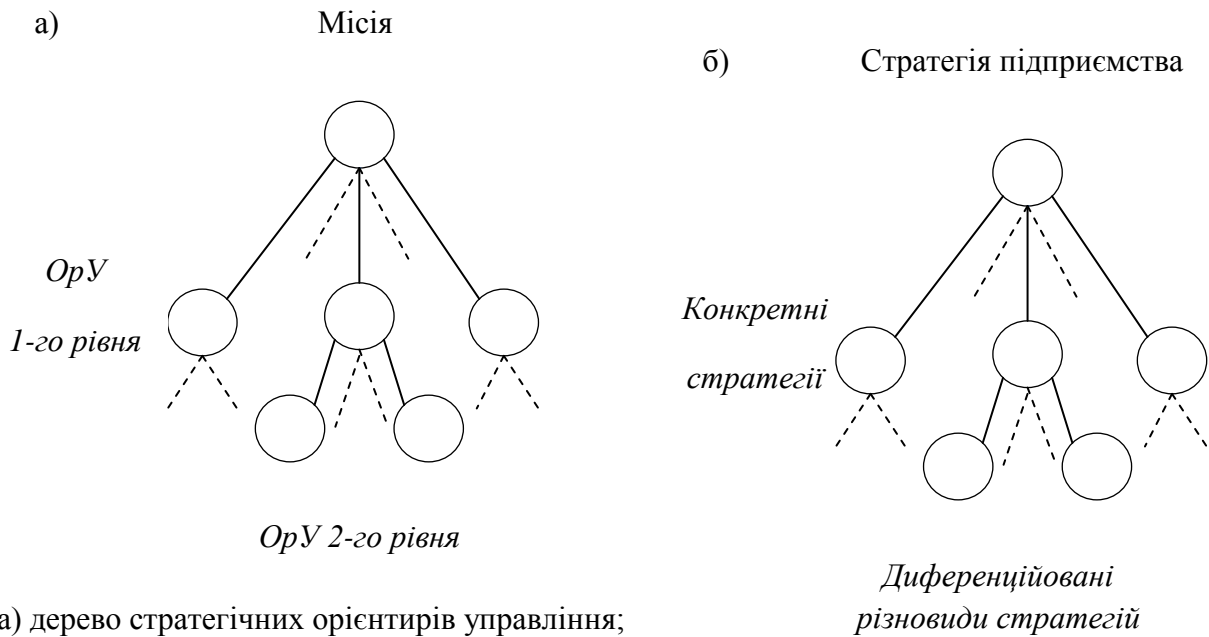 а)
Місія
ОрУ
1-го рівня
ОрУ 2-го рівня
б)
Стратегія підприємства
Конкретні
стратегії
Диференційовані
різновиди стратегій
а) дерево стратегічних орієнтирів управління;